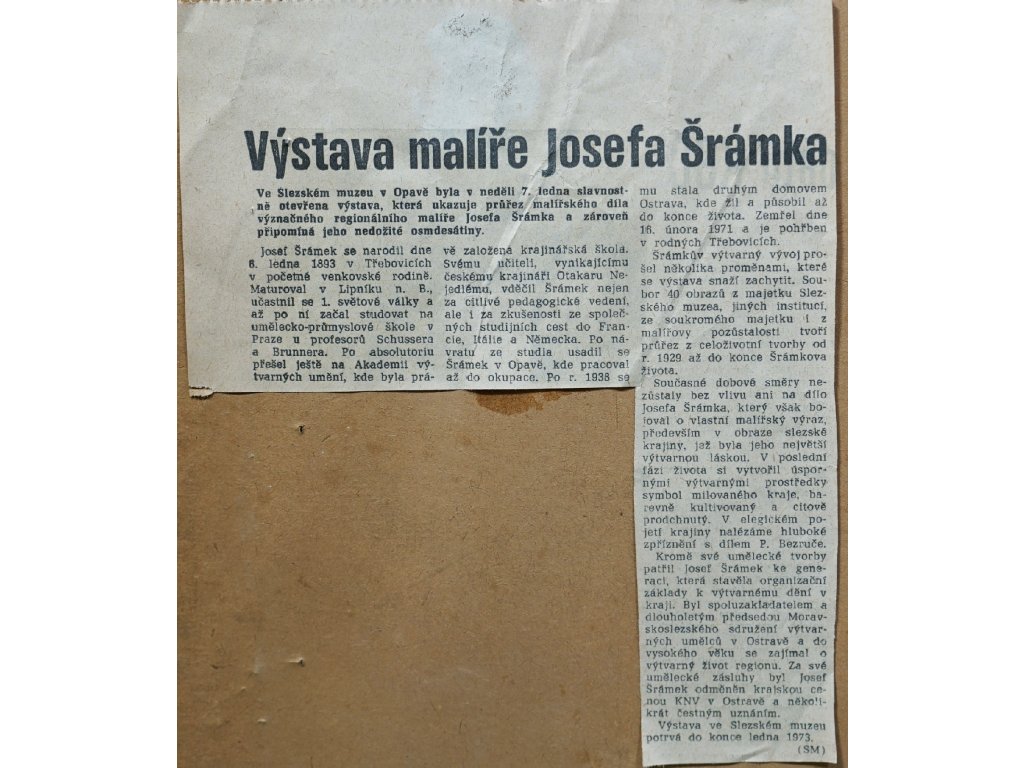 Výstava malíře Josefa Šrámka
Ve Slezském muzeu v Opavě byla v neděli 7. ledna slavnost-
ně otevřena výstava, která ukazuje průřez malířského díla
význačného regionálního malíře Josefa Šrámka a zároveň
připomíná jeho nedožité osmdesátiny.
Josef Šrámek se narodil dne
6. ledna 1893 v Třebovicích
v početné venkovské rodině.
Maturoval v Lipníku n. B.,
účastnil se 1. světové války a
až po ní začal studovat na
umělecko-průmyslové škole v
Praze u profesorů Schussera
a Brunnera. Po absolutoriu
přešel ještě na Akademii vý-
tvarných umění, kde byla prá-
vě založena krajinářská škola.
Svému učiteli, vynikajícímu
českému krajináři Otakaru Ne-
jedlému, vděčil Šrámek nejen
za citlivé pedagogické vedení,
ale i za zkušenosti ze společ-
ných studijních cest do Fran-
cie, Itálie a Německa. Po ná-
vratu ze studia usadil se
Šrámek v Opavě, kde pracoval
až do okupace. Po r. 1938 se
mu stala druhým domovem
Ostrava, kde žil a působil až
do konce života. Zemřel dne
16. února 1971 a je pohřben
v rodných Třebovicích.
Šrámkův výtvarný vývoj pro-
šel několika proměnami, které
se výstava snaží zachytit. Sou-
bor 40 obrazů z majetku Slez-
ského muzea, jiných institucí,
ze soukromého majetku i z
malířovy pozůstalosti tvoří
průřez z celoživotní tvorby od
r. 1929 až do konce Šrámkova
života.
Současné dobové směry ne-
zůstaly bez vlivu ani na dílo
Josefa Šrámka, který však bo-
joval o vlastní malířský výraz,
především v obraze slezské
krajiny, jež byla jeho největší
výtvarnou láskou. V poslední
fázi života si vytvořil úspor-
nými výtvarnými prostředky
symbol milovaného kraje, ba-
revně kultivovaný a citově
prodchnutý. V elegickém po-
jetí krajiny nalézáme hluboké
zpříznění s dílem P. Bezruče.
Kromě své umělecké tvorby
patřil Josef Šrámek ke gene-
raci, která stavěla organizační
základy k výtvarnému dění v
kraji. Byl spoluzakladatelem a
dlouholetým předsedou Morav-
skoslezského sdružení výtvar-
ných umělců v Ostravě a do
vysokého věku se zajímal o
výtvarný život regionu. Za své
umělecké zásluhy byl Josef
Šrámek odměněn krajskou ce-
nou KNV v Ostravě a několi-
krát čestným uznáním.
Výstava ve Slezském muzeu
potrvá do konce ledna 1973.
(SM)